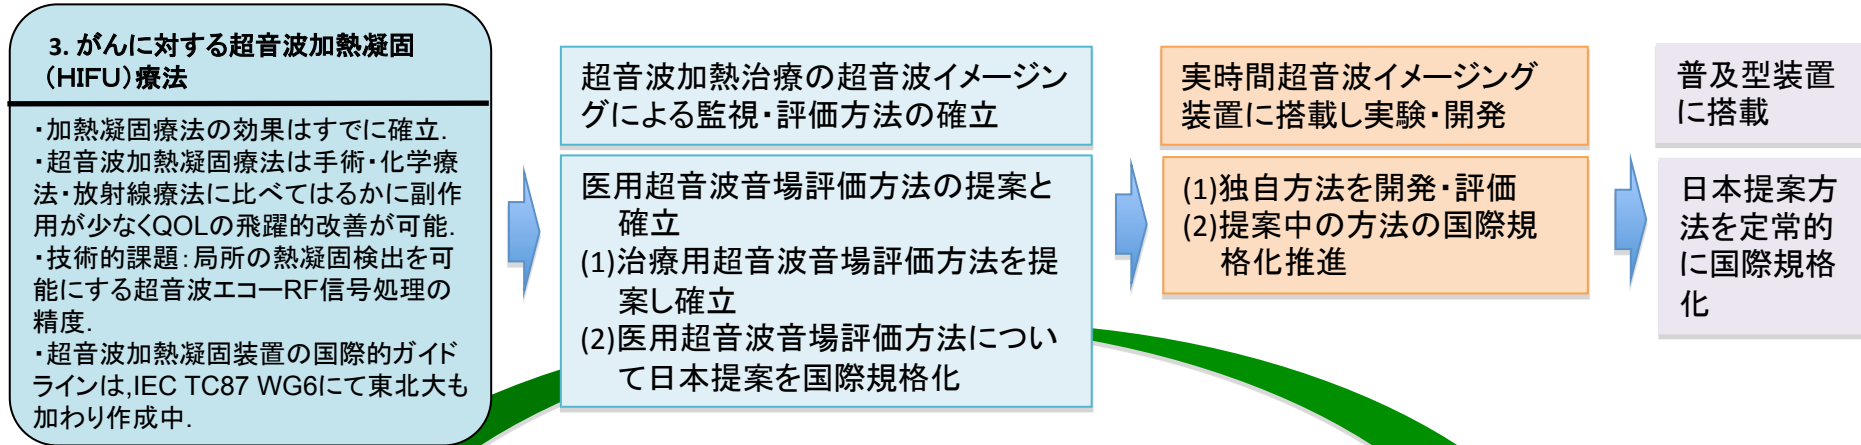 3. がんに対する超音波加熱凝固
（HIFU）療法
・加熱凝固療法の効果はすでに確立.
・超音波加熱凝固療法は手術・化学療
法・放射線療法に比べてはるかに副作
用が少なくQOLの飛躍的改善が可能.
・技術的課題：局所の熱凝固検出を可
能にする超音波エコーRF信号処理の
精度.
・超音波加熱凝固装置の国際的ガイド
ラインは,IEC TC87 WG6にて東北大も
加わり作成中.
超音波加熱治療の超音波イメージン
グによる監視・評価方法の確立
医用超音波音場評価方法の提案と
確立
(1)治療用超音波音場評価方法を提
案し確立
(2)医用超音波音場評価方法につい
て日本提案を国際規格化
実時間超音波イメージング
装置に搭載し実験・開発
(1)独自方法を開発・評価
(2)提案中の方法の国際規
格化推進
普及型装置
に搭載
日本提案方
法を定常的
に国際規格
化